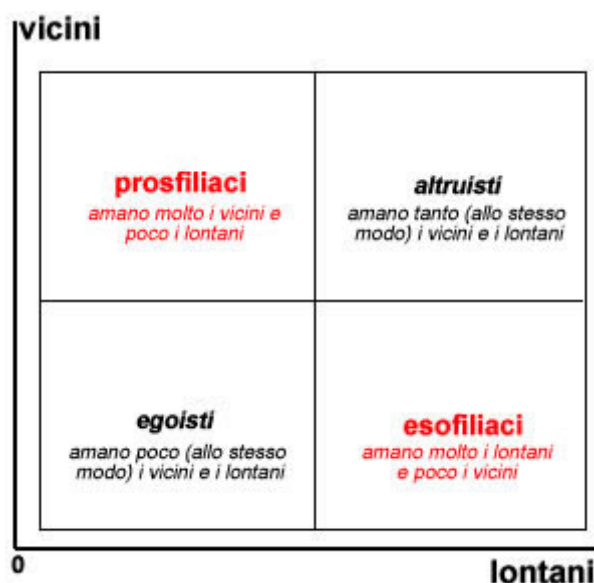 vicini
prosfiliaci
amano molto i vicini e
poco i lontani
altruisti
amano tanto (allo stesso
modo) i vicini e i lontani
egoisti
amano poco (allo stesso
modo) i vicini e i lontani
esofiliaci
amano molto i lontani
e poco i vicini
0
lontani